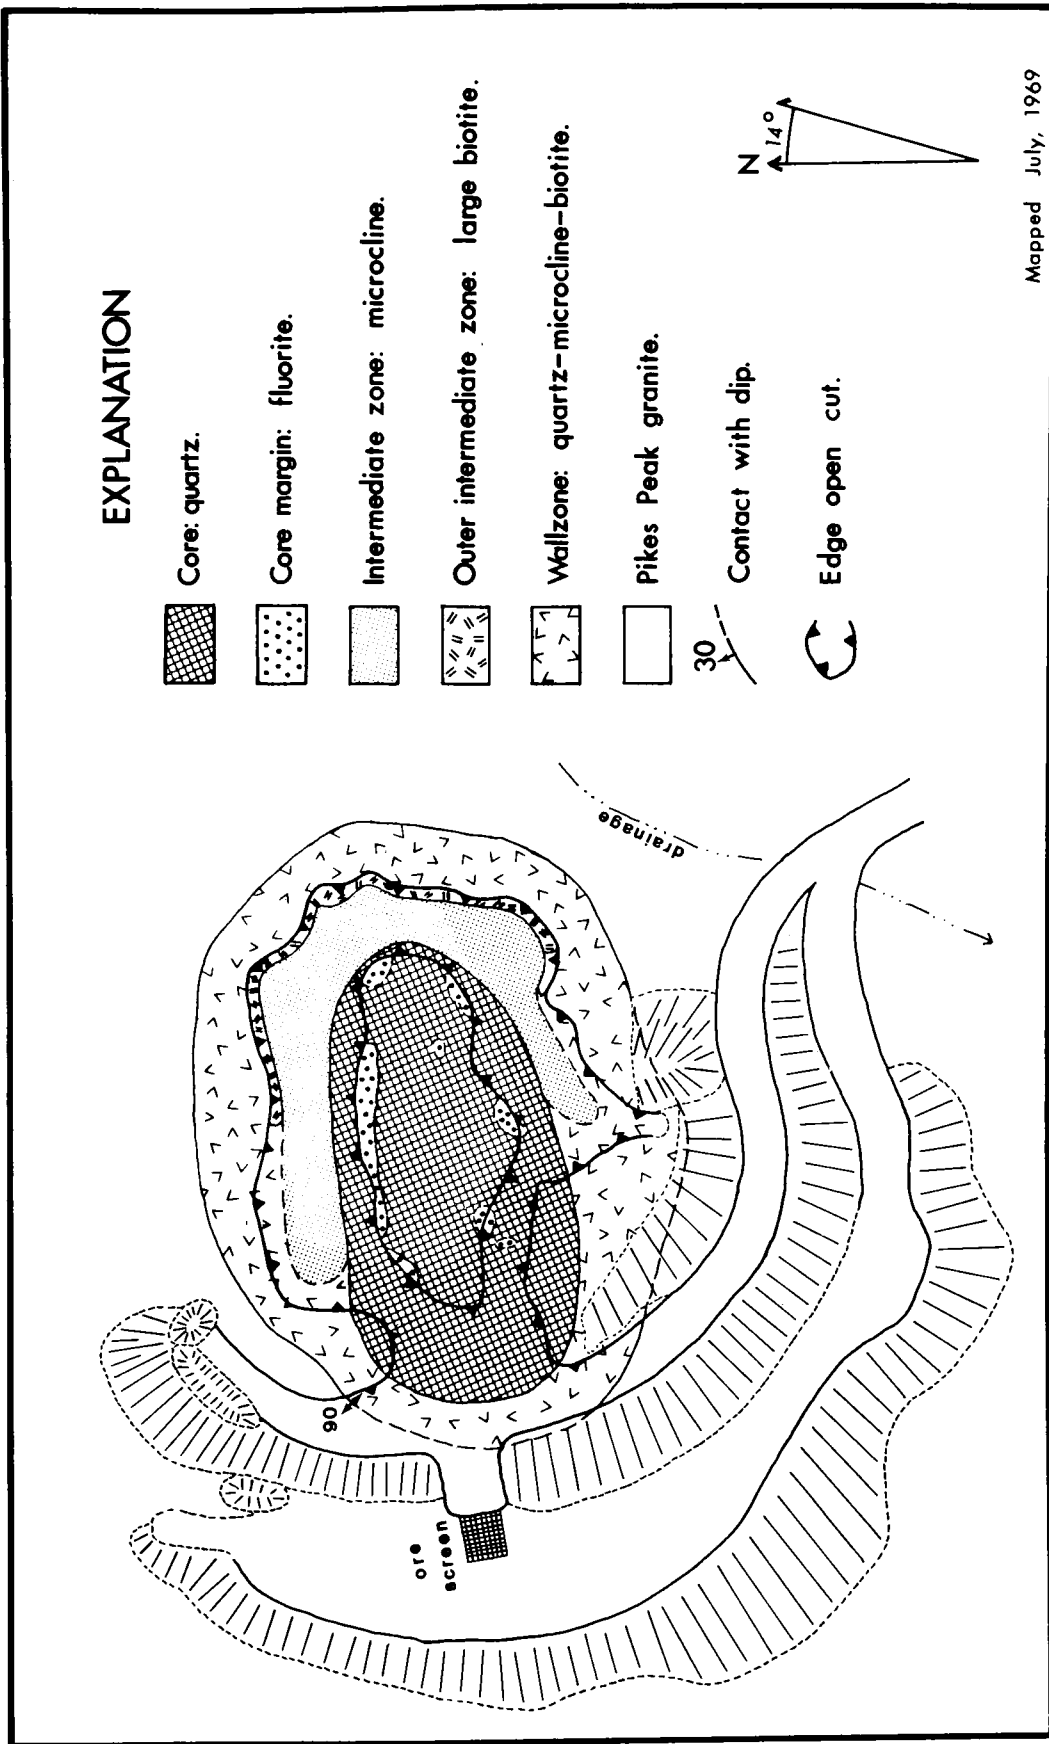 EXPLANATION
Core: quartz.
Core margin: fluorite.
Intermediate zone: microcline.
Outer intermediate zone: large biotite.
Wallzone: quartz-microcline-biotite.
Pikes Peak granite.
30
Contact with dip.
Edge open cut.
N
14°
Mapped July, 1969
drainage
90
ore
screen